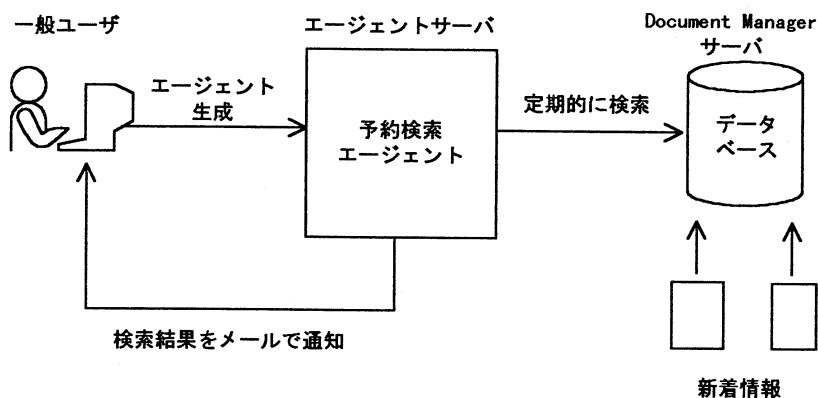 一般ユーザ
エージェントサーバ
Document Manager
サーバ
エージェント
生成
予約検索
エージェント
定期的に検索
データ
ベース
検索結果をメールで通知
新着情報